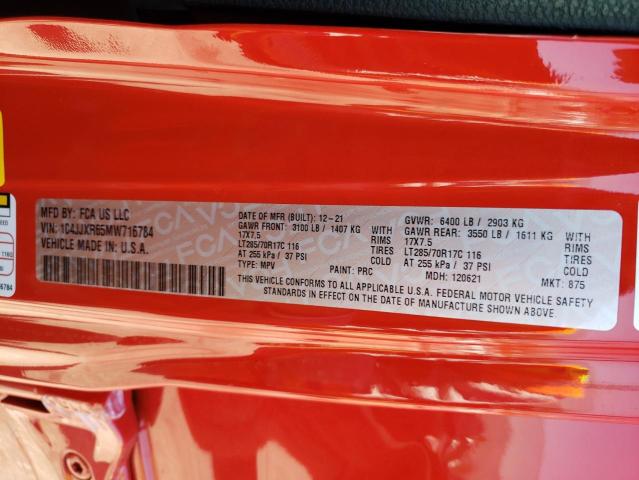 MFD BY: FCA US LLC
VIN: 1C4JJXR65MW716784
VEHICLE MADE IN U.S.A.
DATE OF MFR (BUILT): 12-21
GAWR FRONT: 3100 LB / 1407 KG
17X7.5 RIMS
LT285/70R17C 116 TIRES
AT 255 kPa / 37 PSI
TYPE: MPV PAINT: PRC
GVWR: 6400 LB / 2903 KG
GAWR REAR: 3550 LB / 1611 KG
17X7.5 RIMS
LT285/70R17C 116 TIRES
AT 255 kPa / 37 PSI
MDH: 120621 MKT: 875
THIS VEHICLE CONFORMS TO ALL APPLICABLE U.S.A. FEDERAL MOTOR VEHICLE SAFETY
STANDARDS IN EFFECT ON THE DATE OF MANUFACTURE SHOWN ABOVE.
6784